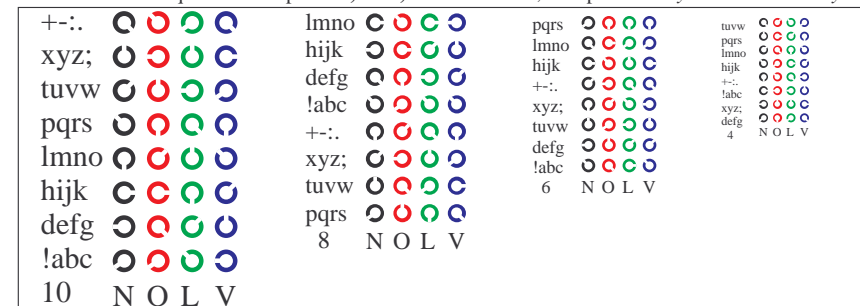 +-:.
xyz;
tuvw
pqrs
lmno
hijk
defg
!abc
10 N O L V
lmno
hijk
defg
!abc
+-:.
xyz;
tuvw
pqrs
8 N O L V
pqrs
lmno
hijk
+-:.
xyz;
tuvw
defg
!abc
6 N O L V
tuvw
pqrs
lmno
hijk
+-:.
!abc
xyz;
defg
4 N O L V